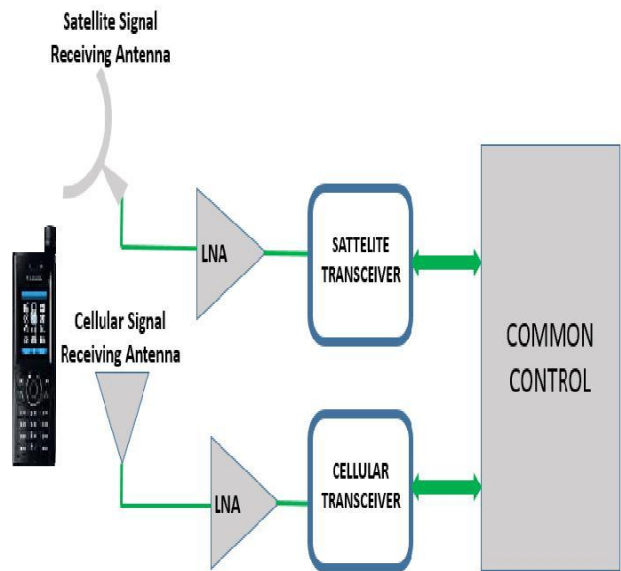 Satellite Signal
Receiving Antenna
LNA
SATTELITE
TRANSCEIVER
Cellular Signal
Receiving Antenna
LNA
CELLULAR
TRANSCEIVER
COMMON
CONTROL